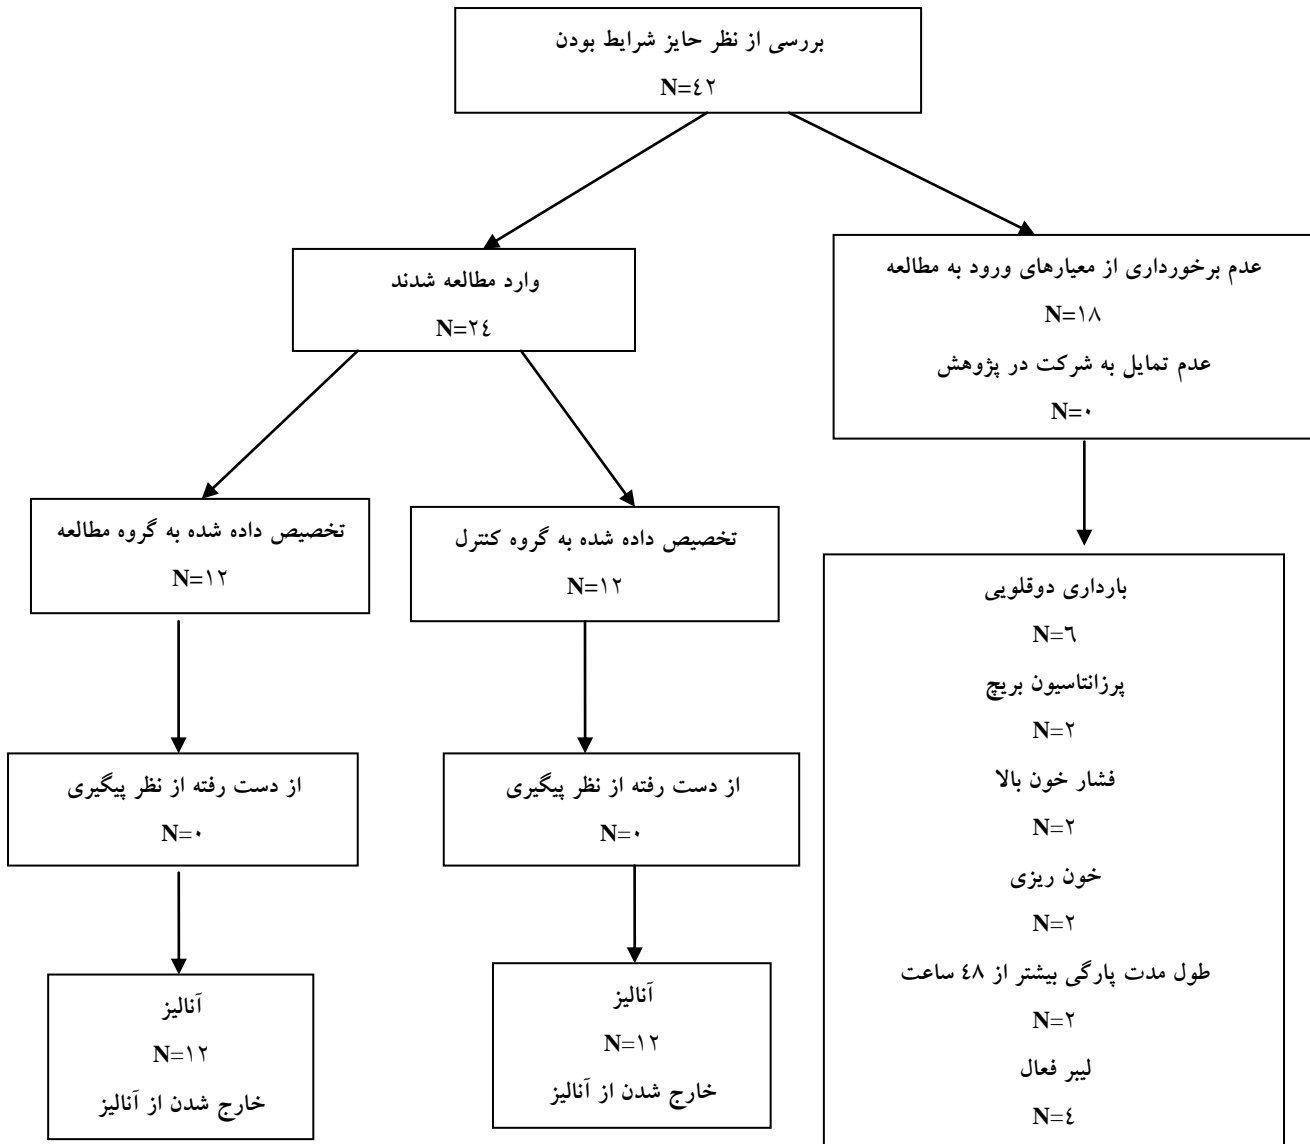 بررسی از نظر حایز شرایط بودن
N=٤٢
عدم برخورداری از معیارهای ورود به مطالعه
N=١٨
عدم تمایل به شرکت در پژوهش
N=٠
وارد مطالعه شدند
N=٢٤
تخصیص داده شده به گروه کنترل
N=١٢
تخصیص داده شده به گروه مطالعه
N=١٢
بارداری دوقلویی
N=٦
پرزانتاسیون بریچ
N=٢
فشار خون بالا
N=٢
خون ریزی
N=٢
طول مدت پارگی بیشتر از ٤٨ ساعت
N=٢
لیبر فعال
N=٤
از دست رفته از نظر پیگیری
N=٠
از دست رفته از نظر پیگیری
N=٠
آنالیز
N=١٢
خارج شدن از آنالیز
آنالیز
N=١٢
خارج شدن از آنالیز